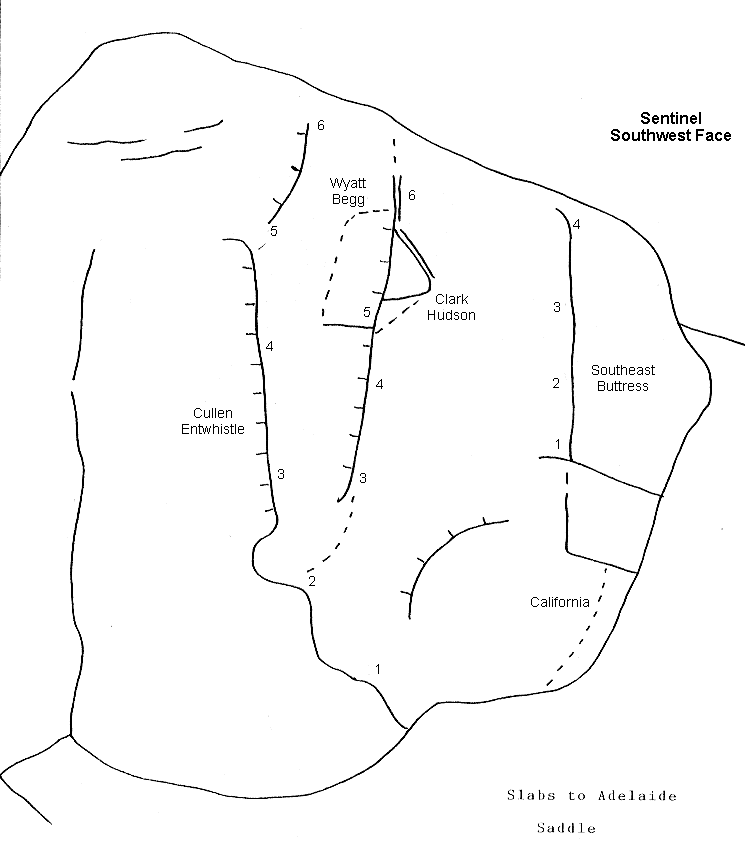 Sentinel
Southwest Face
6
Wyatt
Begg
6
5
4
3
5
Clark
Hudson
4
2
Southeast
Buttress
4
Cullen
Entwhistle
1
3
3
2
California
1
Slabs to Adelaide
Saddle